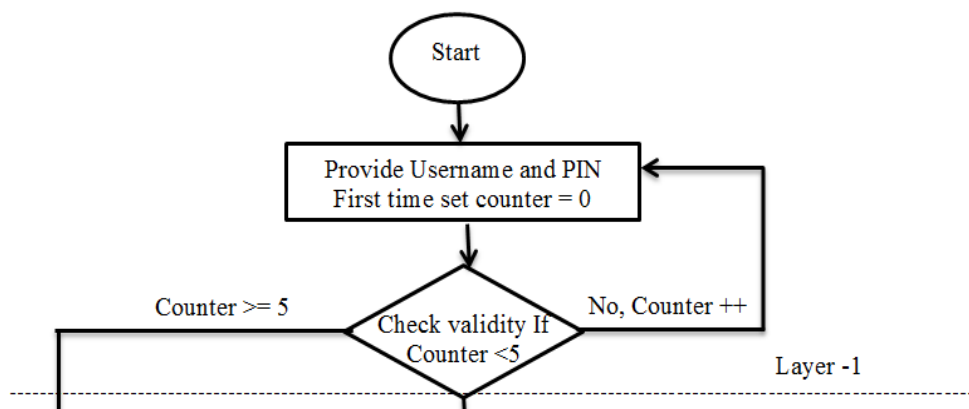 Start
Provide Username and PIN
First time set counter = 0
Counter >= 5
No, Counter ++
Check validity If
Counter <5
Layer -1